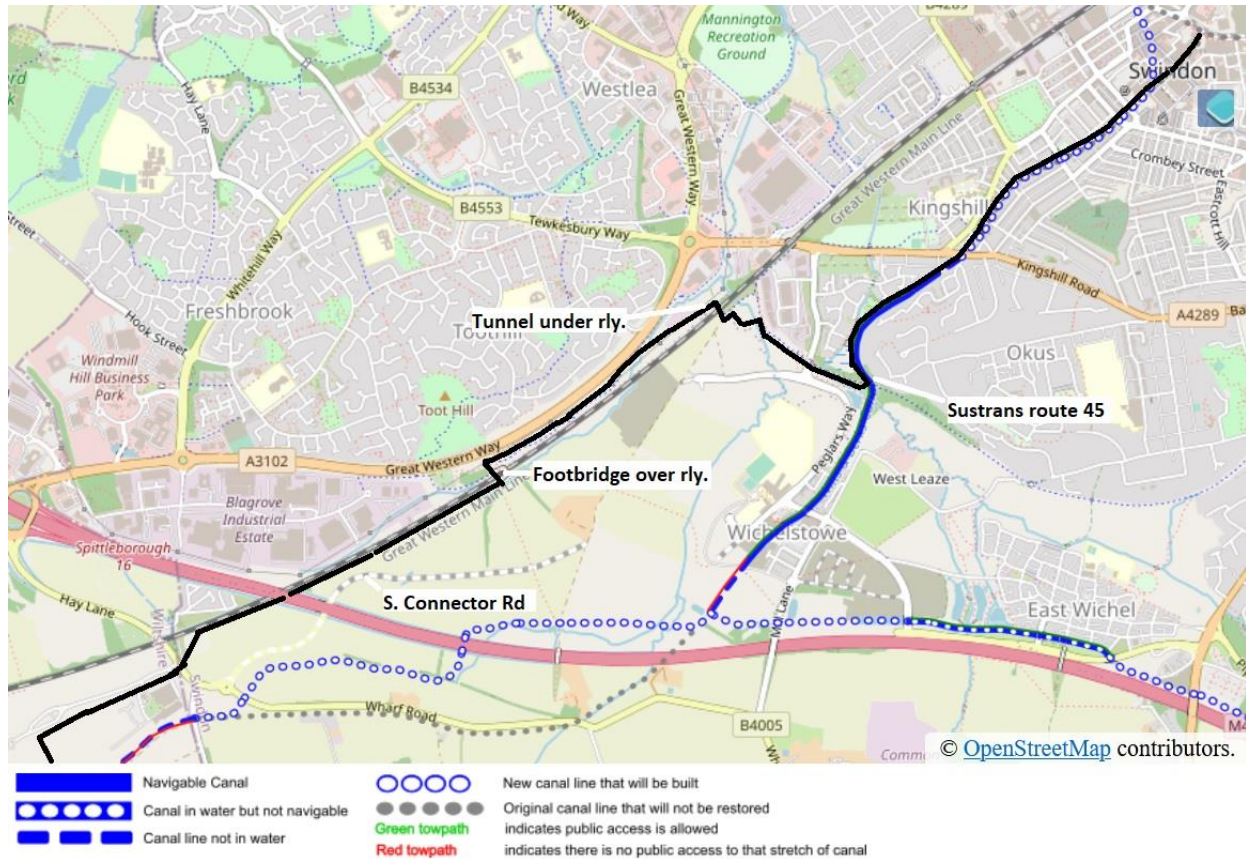 B4289
Mannington
Recreation
Ground
Westlea
B4534
Hay Lane
Great Western Way
Swindon
Crombey Street
Eastcott Hill
Great Western Main Line
Kingshill
B4553
Tewkesbury Way
Whitehill Way
Hook Street
Street
Freshbrook
Toothill
Tunnel under rly.
Kingshill Road
A4289
Windmill
Hill Business
Park
Toot Hill
Okus
Sustrans route 45
A3102
Great Western Way
Footbridge over rly.
Peglars Way
West Leaze
Blagrove
Industrial
Estate
Great Western Main Line
Wichelstowe
Spittleborough
16
S. Connector Rd
Hay Lane
Wiltshire
Swindon
Mill Lane
East Wichel
Wharf Road
B4005
© OpenStreetMap contributors.
Navigable Canal
Canal in water but not navigable
Canal line not in water
New canal line that will be built
Original canal line that will not be restored
Green towpath indicates public access is allowed
Red towpath indicates there is no public access to that stretch of canal